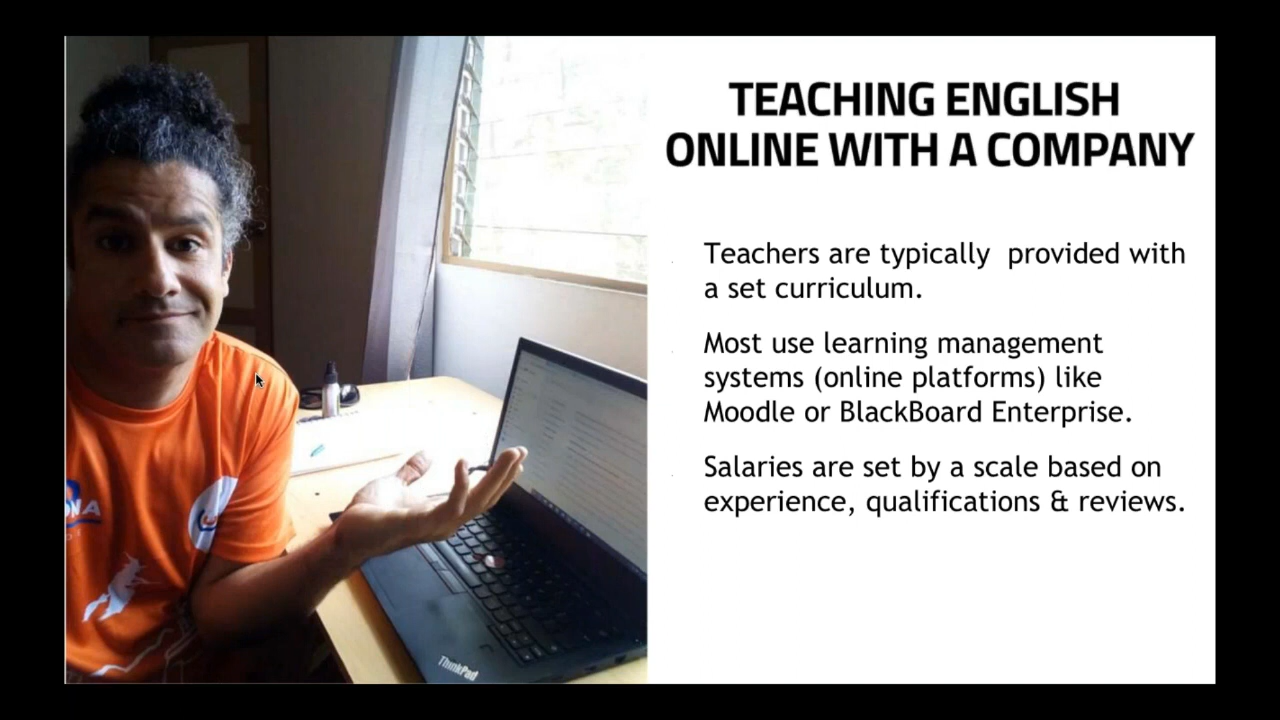 TEACHING ENGLISH
ONLINE WITH A COMPANY
Teachers are typically  provided with
a set curriculum.
Most use learning management
systems (online platforms) like
Moodle or BlackBoard Enterprise.
Salaries are set by a scale based on
experience, qualifications & reviews.
ThinkPad